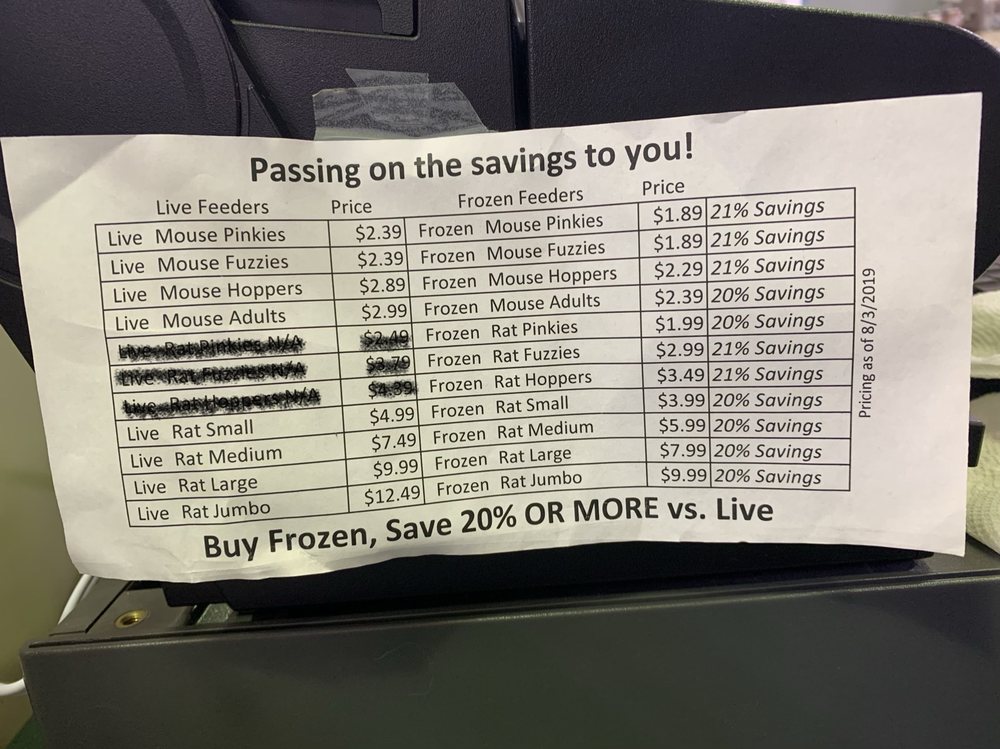 Passing on the savings to you!
Live Feeders Price Frozen Feeders Price
Live Mouse Pinkies $2.39 Frozen Mouse Pinkies $1.89 21% Savings
Live Mouse Fuzzies $2.39 Frozen Mouse Fuzzies $1.89 21% Savings
Live Mouse Hoppers $2.89 Frozen Mouse Hoppers $2.29 21% Savings
Live Mouse Adults $2.99 Frozen Mouse Adults $2.39 20% Savings
Live Rat Pinkies N/A $2.49 Frozen Rat Pinkies $1.99 20% Savings
Live Rat Fuzzies N/A $3.79 Frozen Rat Fuzzies $2.99 21% Savings
Live Rat Hoppers N/A $4.39 Frozen Rat Hoppers $3.49 21% Savings
Live Rat Small $4.99 Frozen Rat Small $3.99 20% Savings
Live Rat Medium $7.49 Frozen Rat Medium $5.99 20% Savings
Live Rat Large $9.99 Frozen Rat Large $7.99 20% Savings
Live Rat Jumbo $12.49 Frozen Rat Jumbo $9.99 20% Savings
Buy Frozen, Save 20% OR MORE vs. Live
Pricing as of 8/3/2019